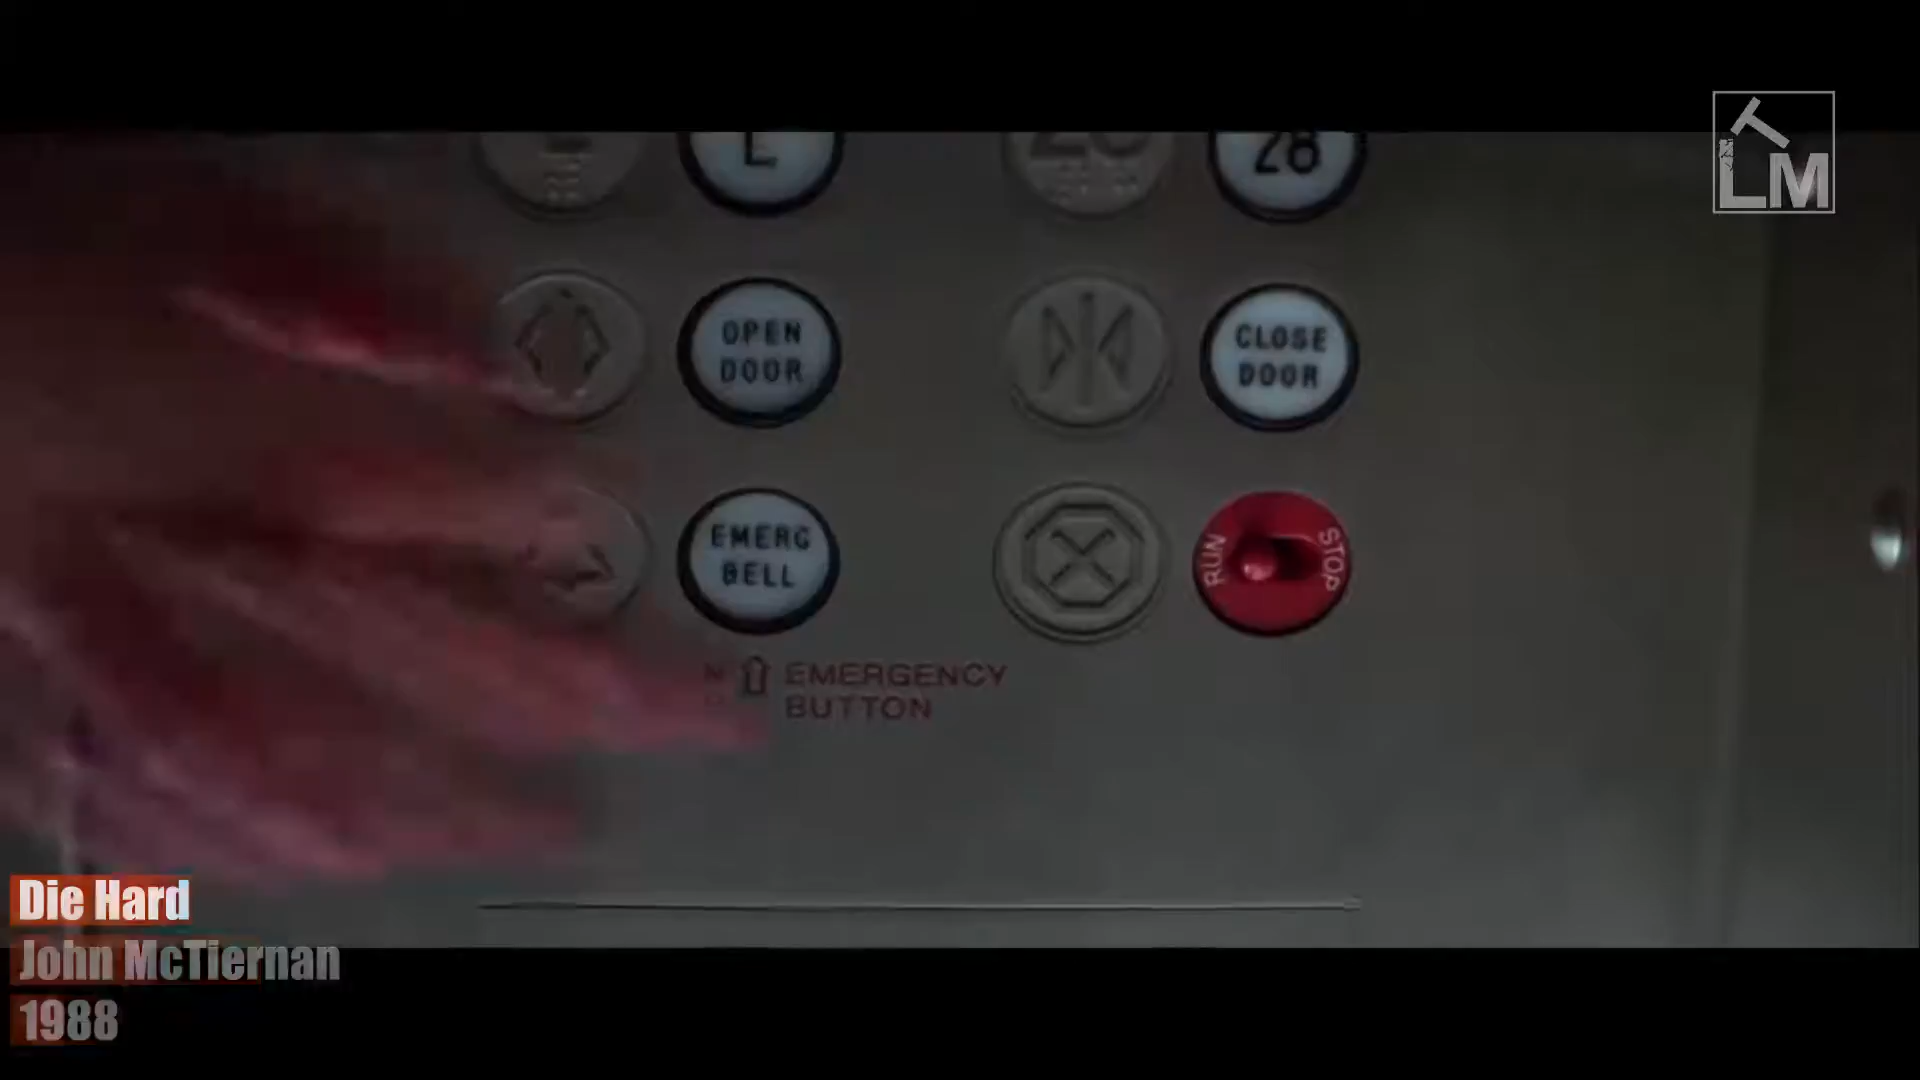 L
28
OPEN
DOOR
CLOSE
DOOR
EMERG
BELL
RUN
STOP
EMERGENCY
BUTTON
LM
Die Hard
John McTiernan
1988